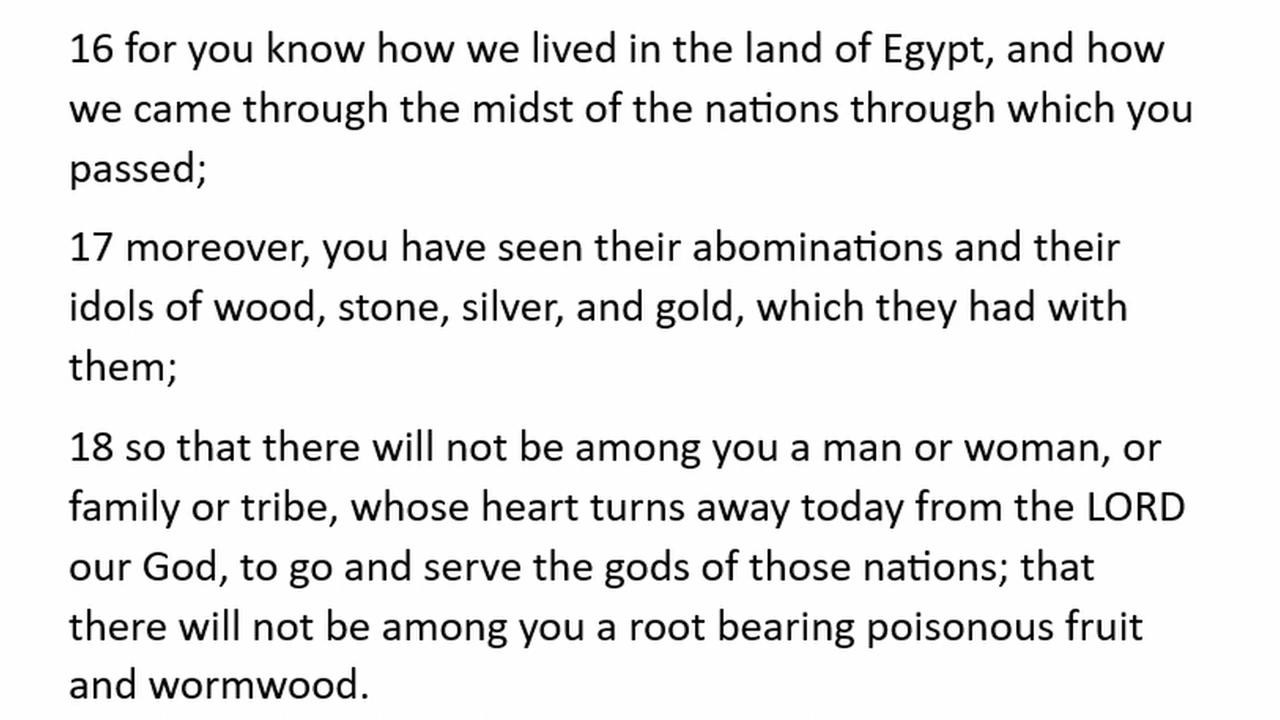 16 for you know how we lived in the land of Egypt, and how
we came through the midst of the nations through which you
passed;
17 moreover, you have seen their abominations and their
idols of wood, stone, silver, and gold, which they had with
them;
18 so that there will not be among you a man or woman, or
family or tribe, whose heart turns away today from the LORD
our God, to go and serve the gods of those nations; that
there will not be among you a root bearing poisonous fruit
and wormwood.